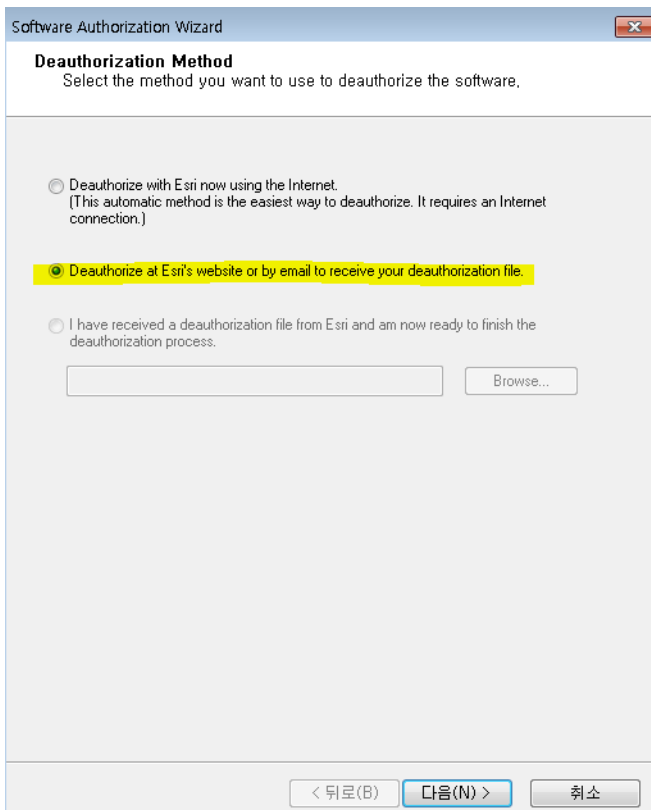 Software Authorization Wizard
Deauthorization Method
Select the method you want to use to deauthorize the software.
Deauthorize with Esri now using the Internet.
(This automatic method is the easiest way to deauthorize. It requires an Internet
connection.)
Deauthorize at Esri's website or by email to receive your deauthorization file.
I have received a deauthorization file from Esri and am now ready to finish the
deauthorization process.
Browse...
< 뒤로(B)
다음(N) >
취소